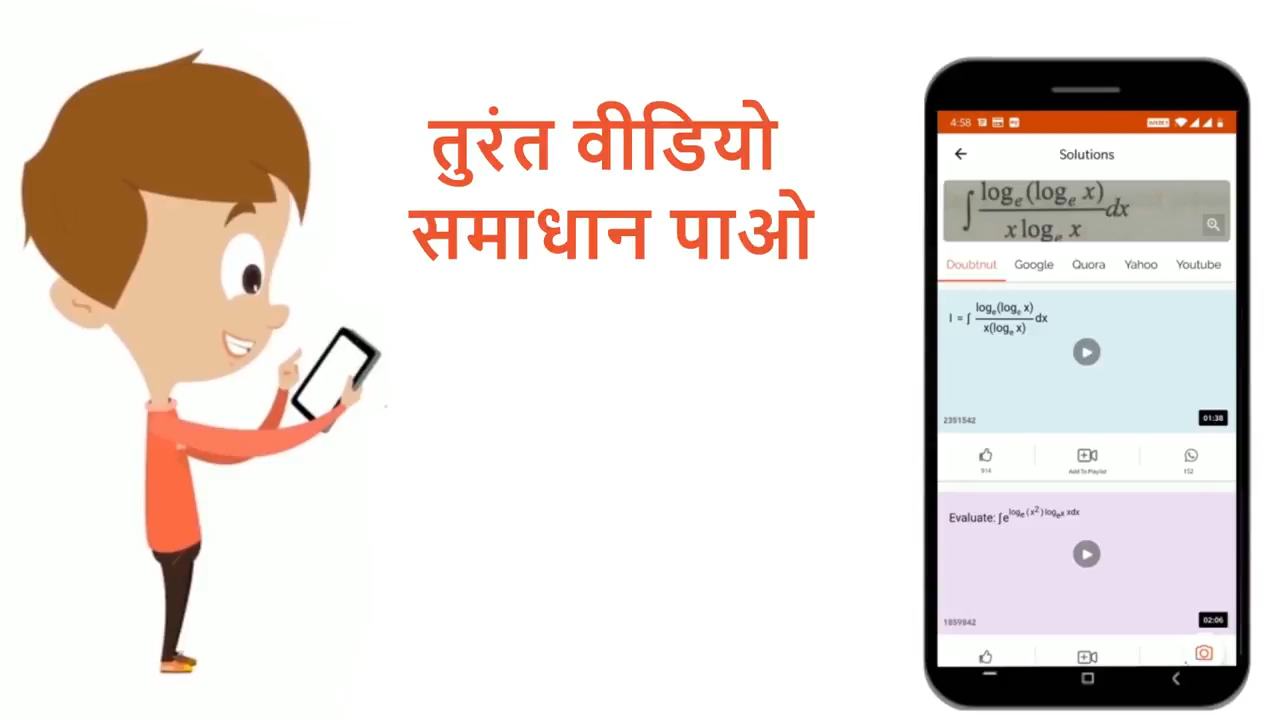 तुरंत वीडियो
समाधान पाओ
4:58
Solutions
∫ logₑ(logₑ x) / x logₑ x dx
Doubtnut Google Quora Yahoo Youtube
I = ∫ logₑ(logₑ x) / x(logₑ x) dx
2351542
01:38
914
Add To Playlist
152
Evaluate: ∫e^logₑ(x²) logₑx xdx
1859842
02:06